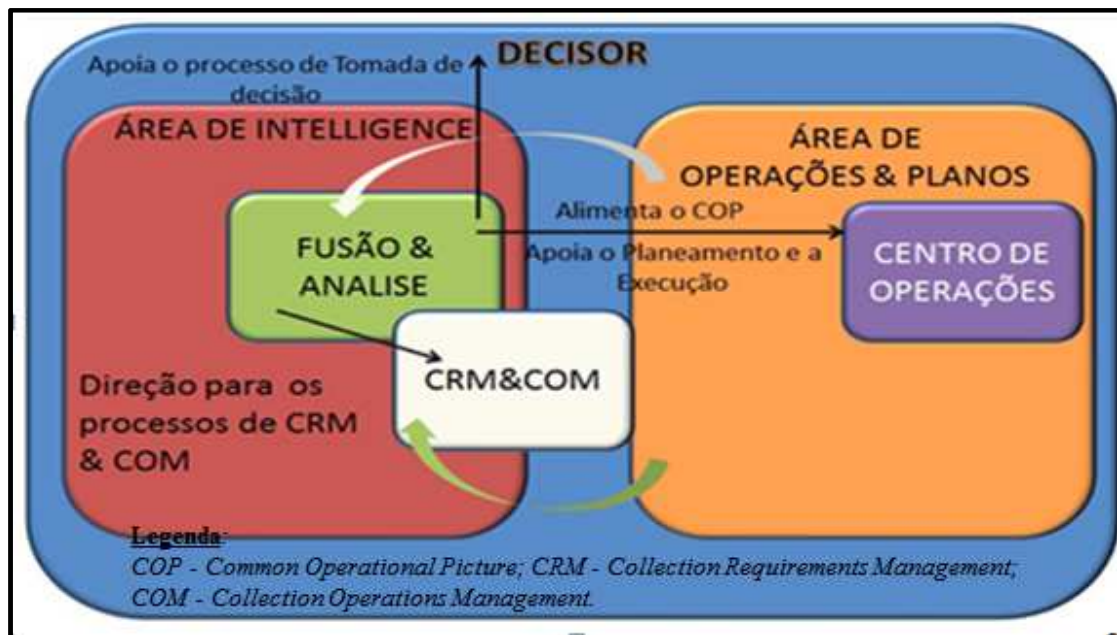 DECISOR
Apoia o processo de Tomada de
decisão
ÁREA DE INTELLIGENCE
ÁREA DE
OPERAÇÕES & PLANOS
Alimenta o COP
Apoia o Planeamento e a
Execução
FUSÃO &
ANALISE
CENTRO DE
OPERAÇÕES
CRM&COM
Direção para os
processos de CRM
& COM
Legenda:
COP - Common Operational Picture; CRM - Collection Requirements Management;
COM - Collection Operations Management.